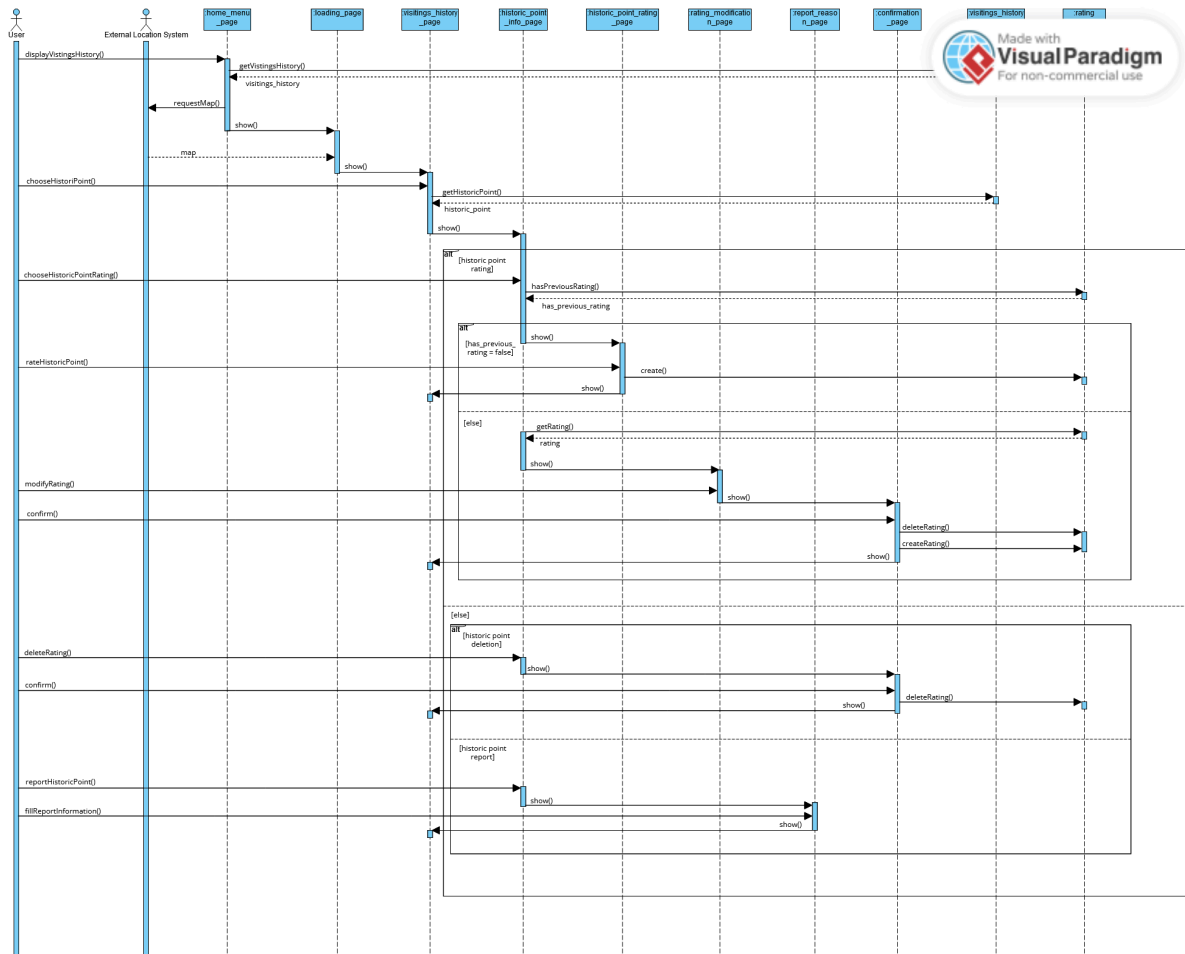 :home_menu
_page
:loading_page
:visitings_history
_page
:historic_point
_info_page
:historic_point_rating
_page
:rating_modificatio
n_page
:report_reaso
n_page
:confirmation
_page
:visitings_history
:rating
User
External Location System
Made with
Visual Paradigm
For non-commercial use
displayVistingsHistory()
getVistingsHistory()
visitings_history
requestMap()
show()
map
show()
chooseHistoriPoint()
getHistoricPoint()
historic_point
show()
alt
[historic point
rating]
chooseHistoricPointRating()
hasPreviousRating()
has_previous_rating
alt
[has_previous_
rating = false]
show()
rateHistoricPoint()
create()
show()
[else]
getRating()
rating
show()
modifyRating()
show()
confirm()
deleteRating()
createRating()
show()
[else]
alt
[historic point
deletion]
deleteRating()
show()
confirm()
deleteRating()
show()
[historic point
report]
reportHistoricPoint()
show()
fillReportInformation()
show()